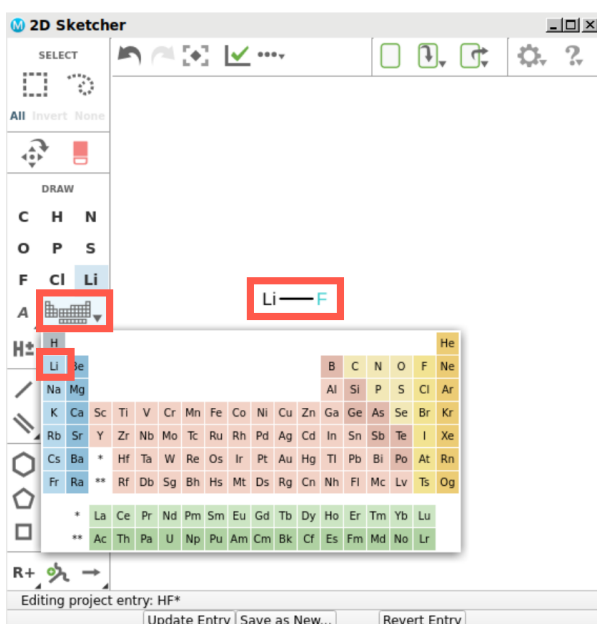 2D Sketcher
SELECT
All Invert None
DRAW
C H N
O P S
F Cl Li
A
H±
Li F
H He
Li Be B C N O F Ne
Na Mg Al Si P S Cl Ar
K Ca Sc Ti V Cr Mn Fe Co Ni Cu Zn Ga Ge As Se Br Kr
Rb Sr Y Zr Nb Mo Tc Ru Rh Pd Ag Cd In Sn Sb Te I Xe
Cs Ba * Hf Ta W Re Os Ir Pt Au Hg Tl Pb Bi Po At Rn
Fr Ra ** Rf Db Sg Bh Hs Mt Ds Rg Cn Nh Fl Mc Lv Ts Og
* La Ce Pr Nd Pm Sm Eu Gd Tb Dy Ho Er Tm Yb Lu
** Ac Th Pa U Np Pu Am Cm Bk Cf Es Fm Md No Lr
R+
Editing project entry: HF*
Update Entry Save as New... Revert Entry